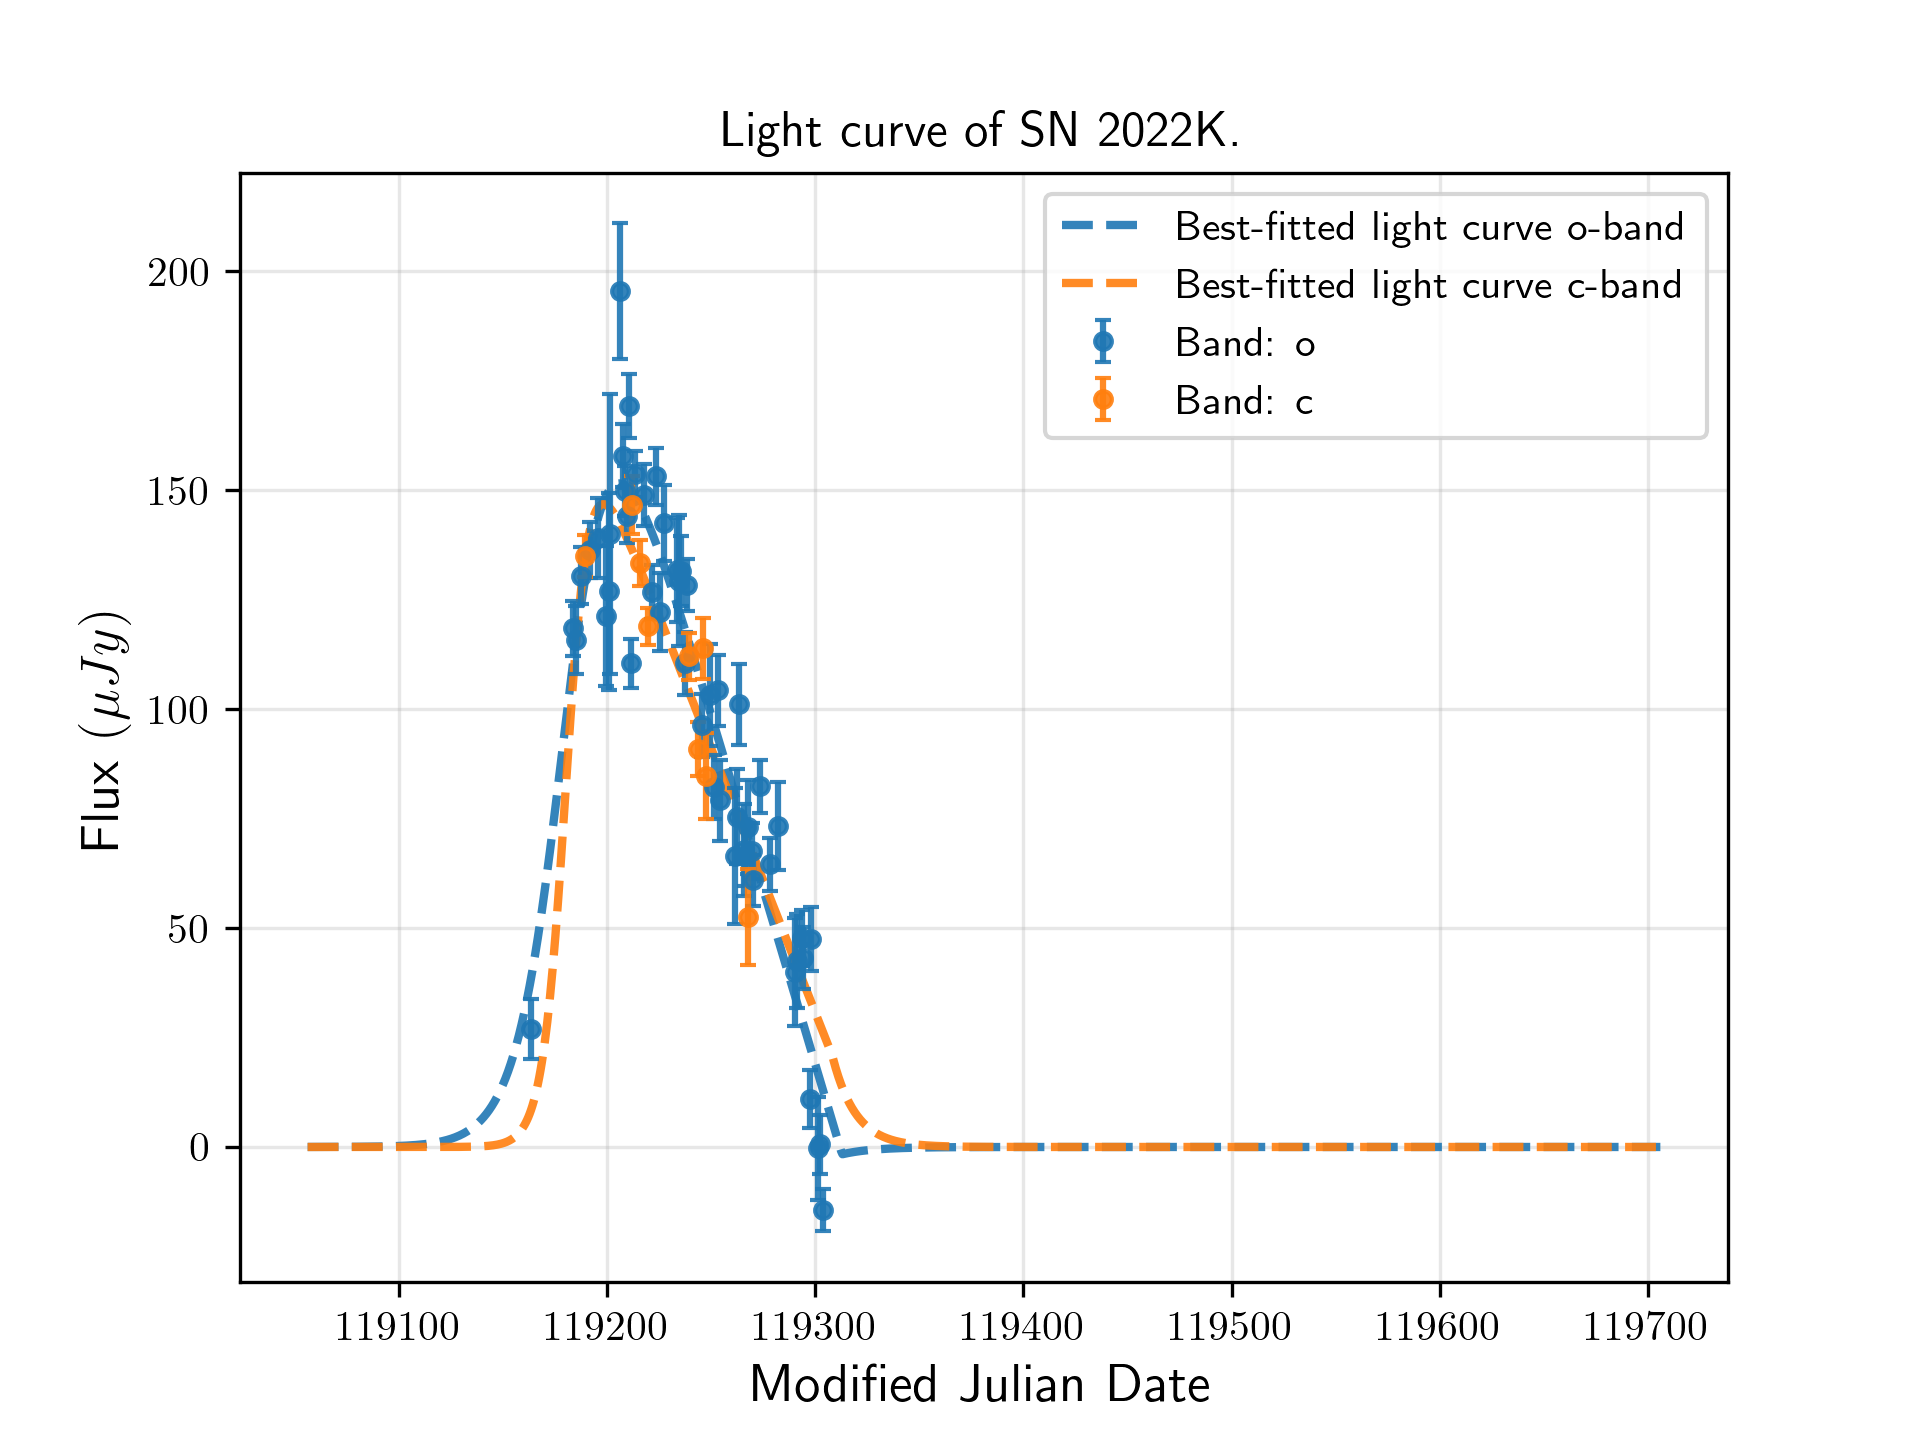 Light curve of SN 2022K.
Best-fitted light curve o-band
Best-fitted light curve c-band
Band: o
Band: c
Flux (μJy)
200
150
100
50
0
119100 119200 119300 119400 119500 119600 119700
Modified Julian Date